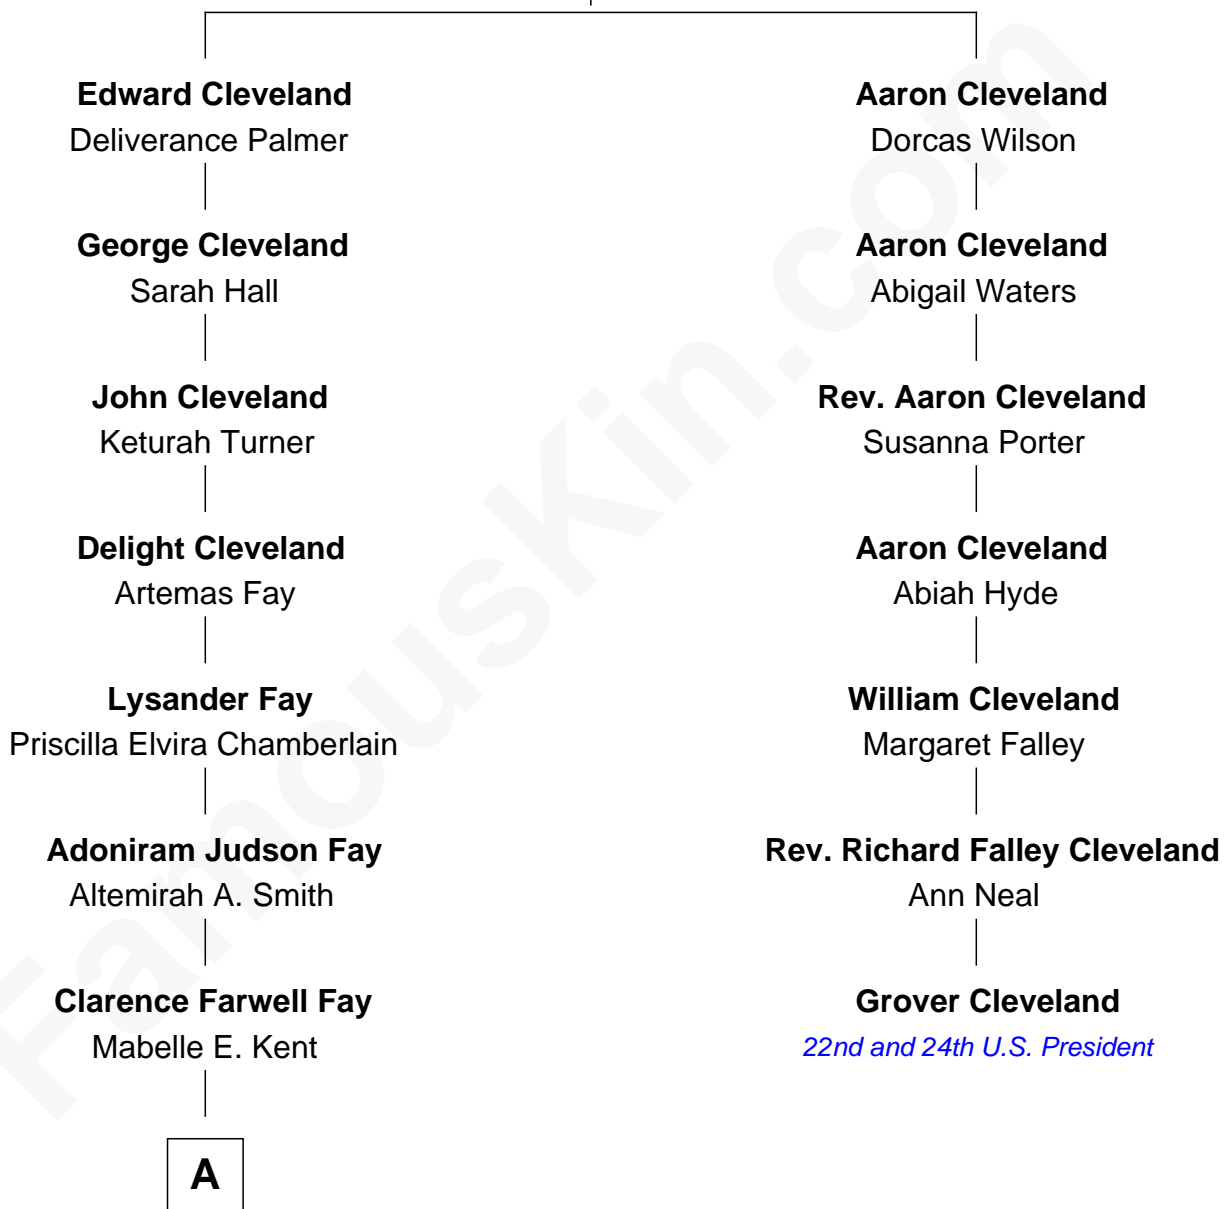 Edward Cleveland
Deliverance Palmer
George Cleveland
Sarah Hall
John Cleveland
Keturah Turner
Delight Cleveland
Artemas Fay
Lysander Fay
Priscilla Elvira Chamberlain
Adoniram Judson Fay
Altemirah A. Smith
Clarence Farwell Fay
Mabelle E. Kent
A
Aaron Cleveland
Dorcas Wilson
Aaron Cleveland
Abigail Waters
Rev. Aaron Cleveland
Susanna Porter
Aaron Cleveland
Abiah Hyde
William Cleveland
Margaret Falley
Rev. Richard Falley Cleveland
Ann Neal
Grover Cleveland
22nd and 24th U.S. President
FamousKin.com